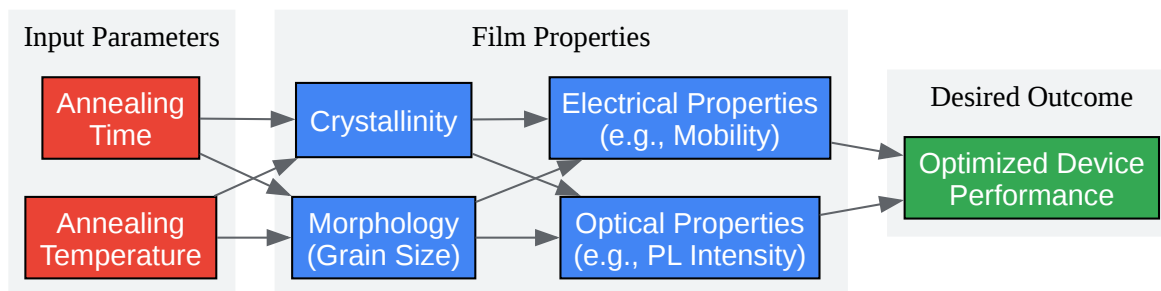 Input Parameters
Annealing
Time
Annealing
Temperature
Film Properties
Crystallinity
Morphology
(Grain Size)
Electrical Properties
(e.g., Mobility)
Optical Properties
(e.g., PL Intensity)
Desired Outcome
Optimized Device
Performance